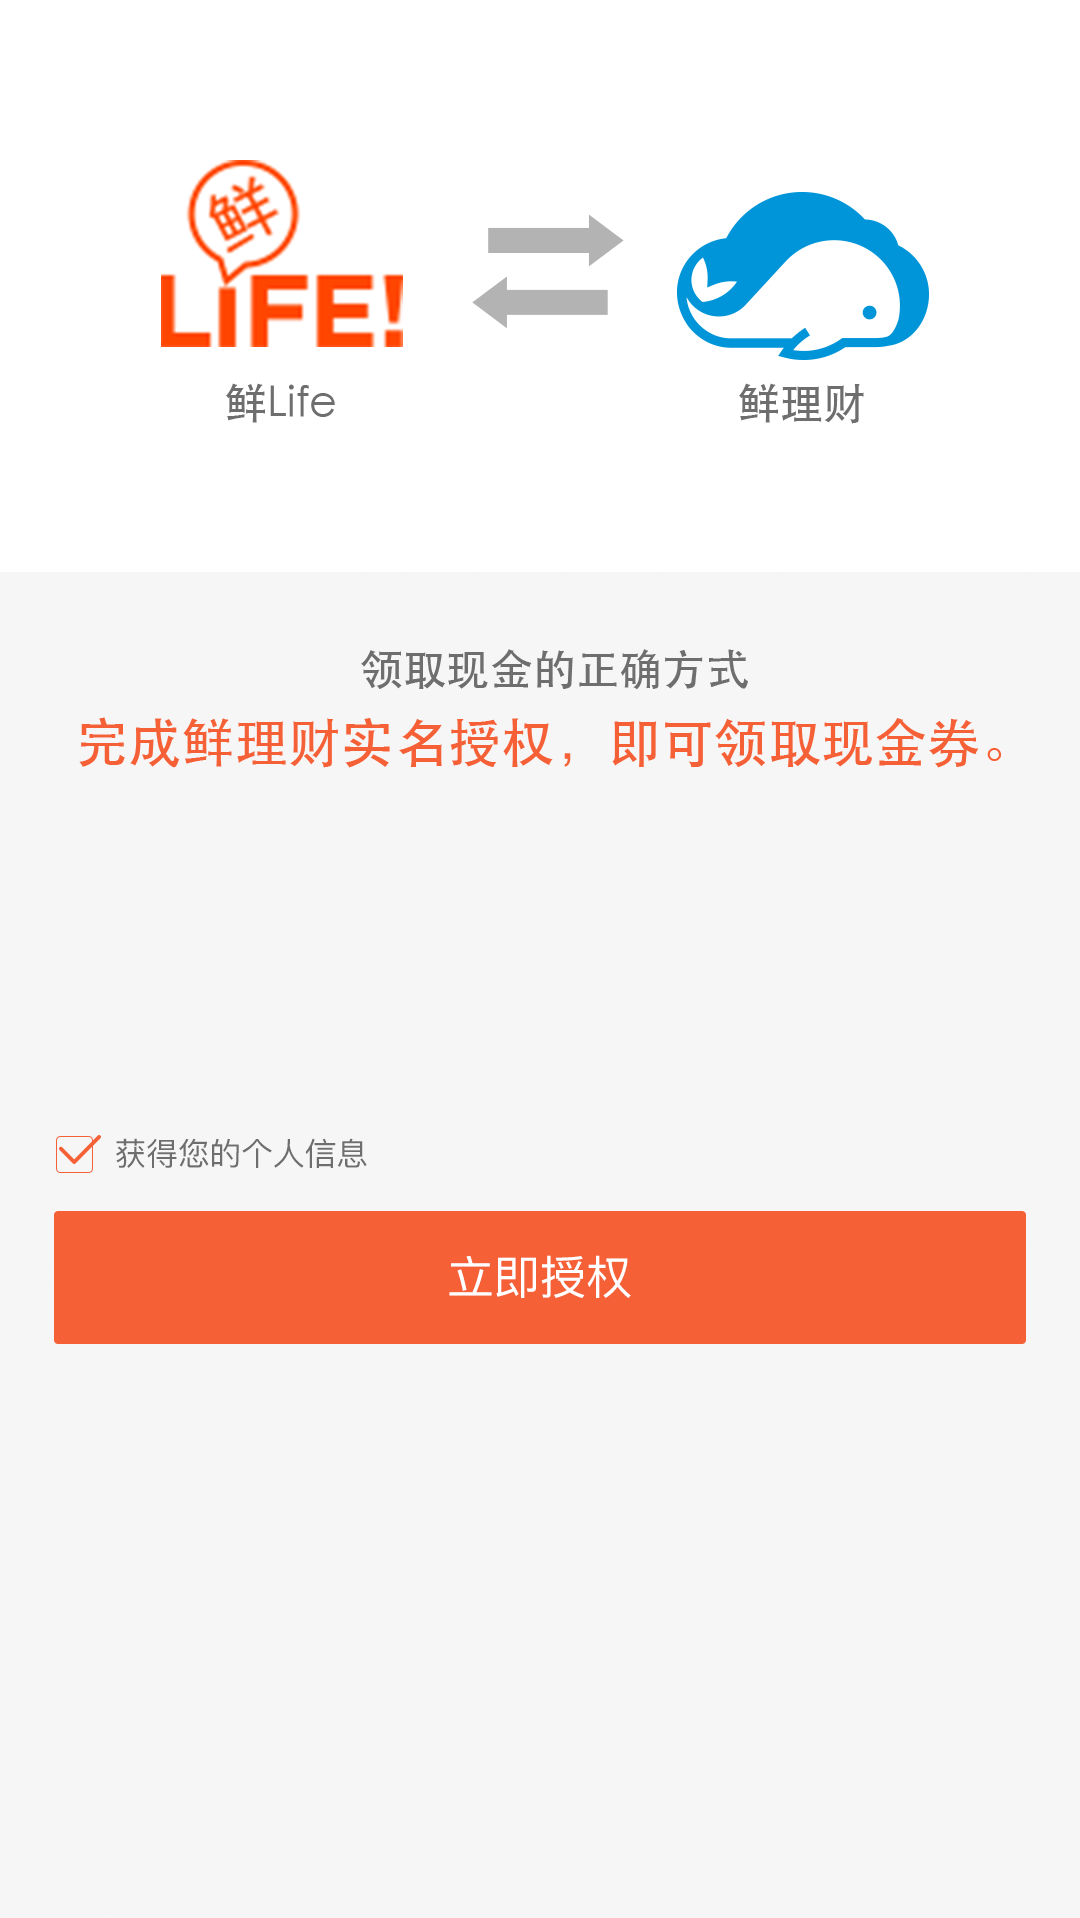 鲜
LiFE!
鲜Life
鲜理财
领取现金的正确方式
完成鲜理财实名授权，即可领取现金券。
获得您的个人信息
立即授权